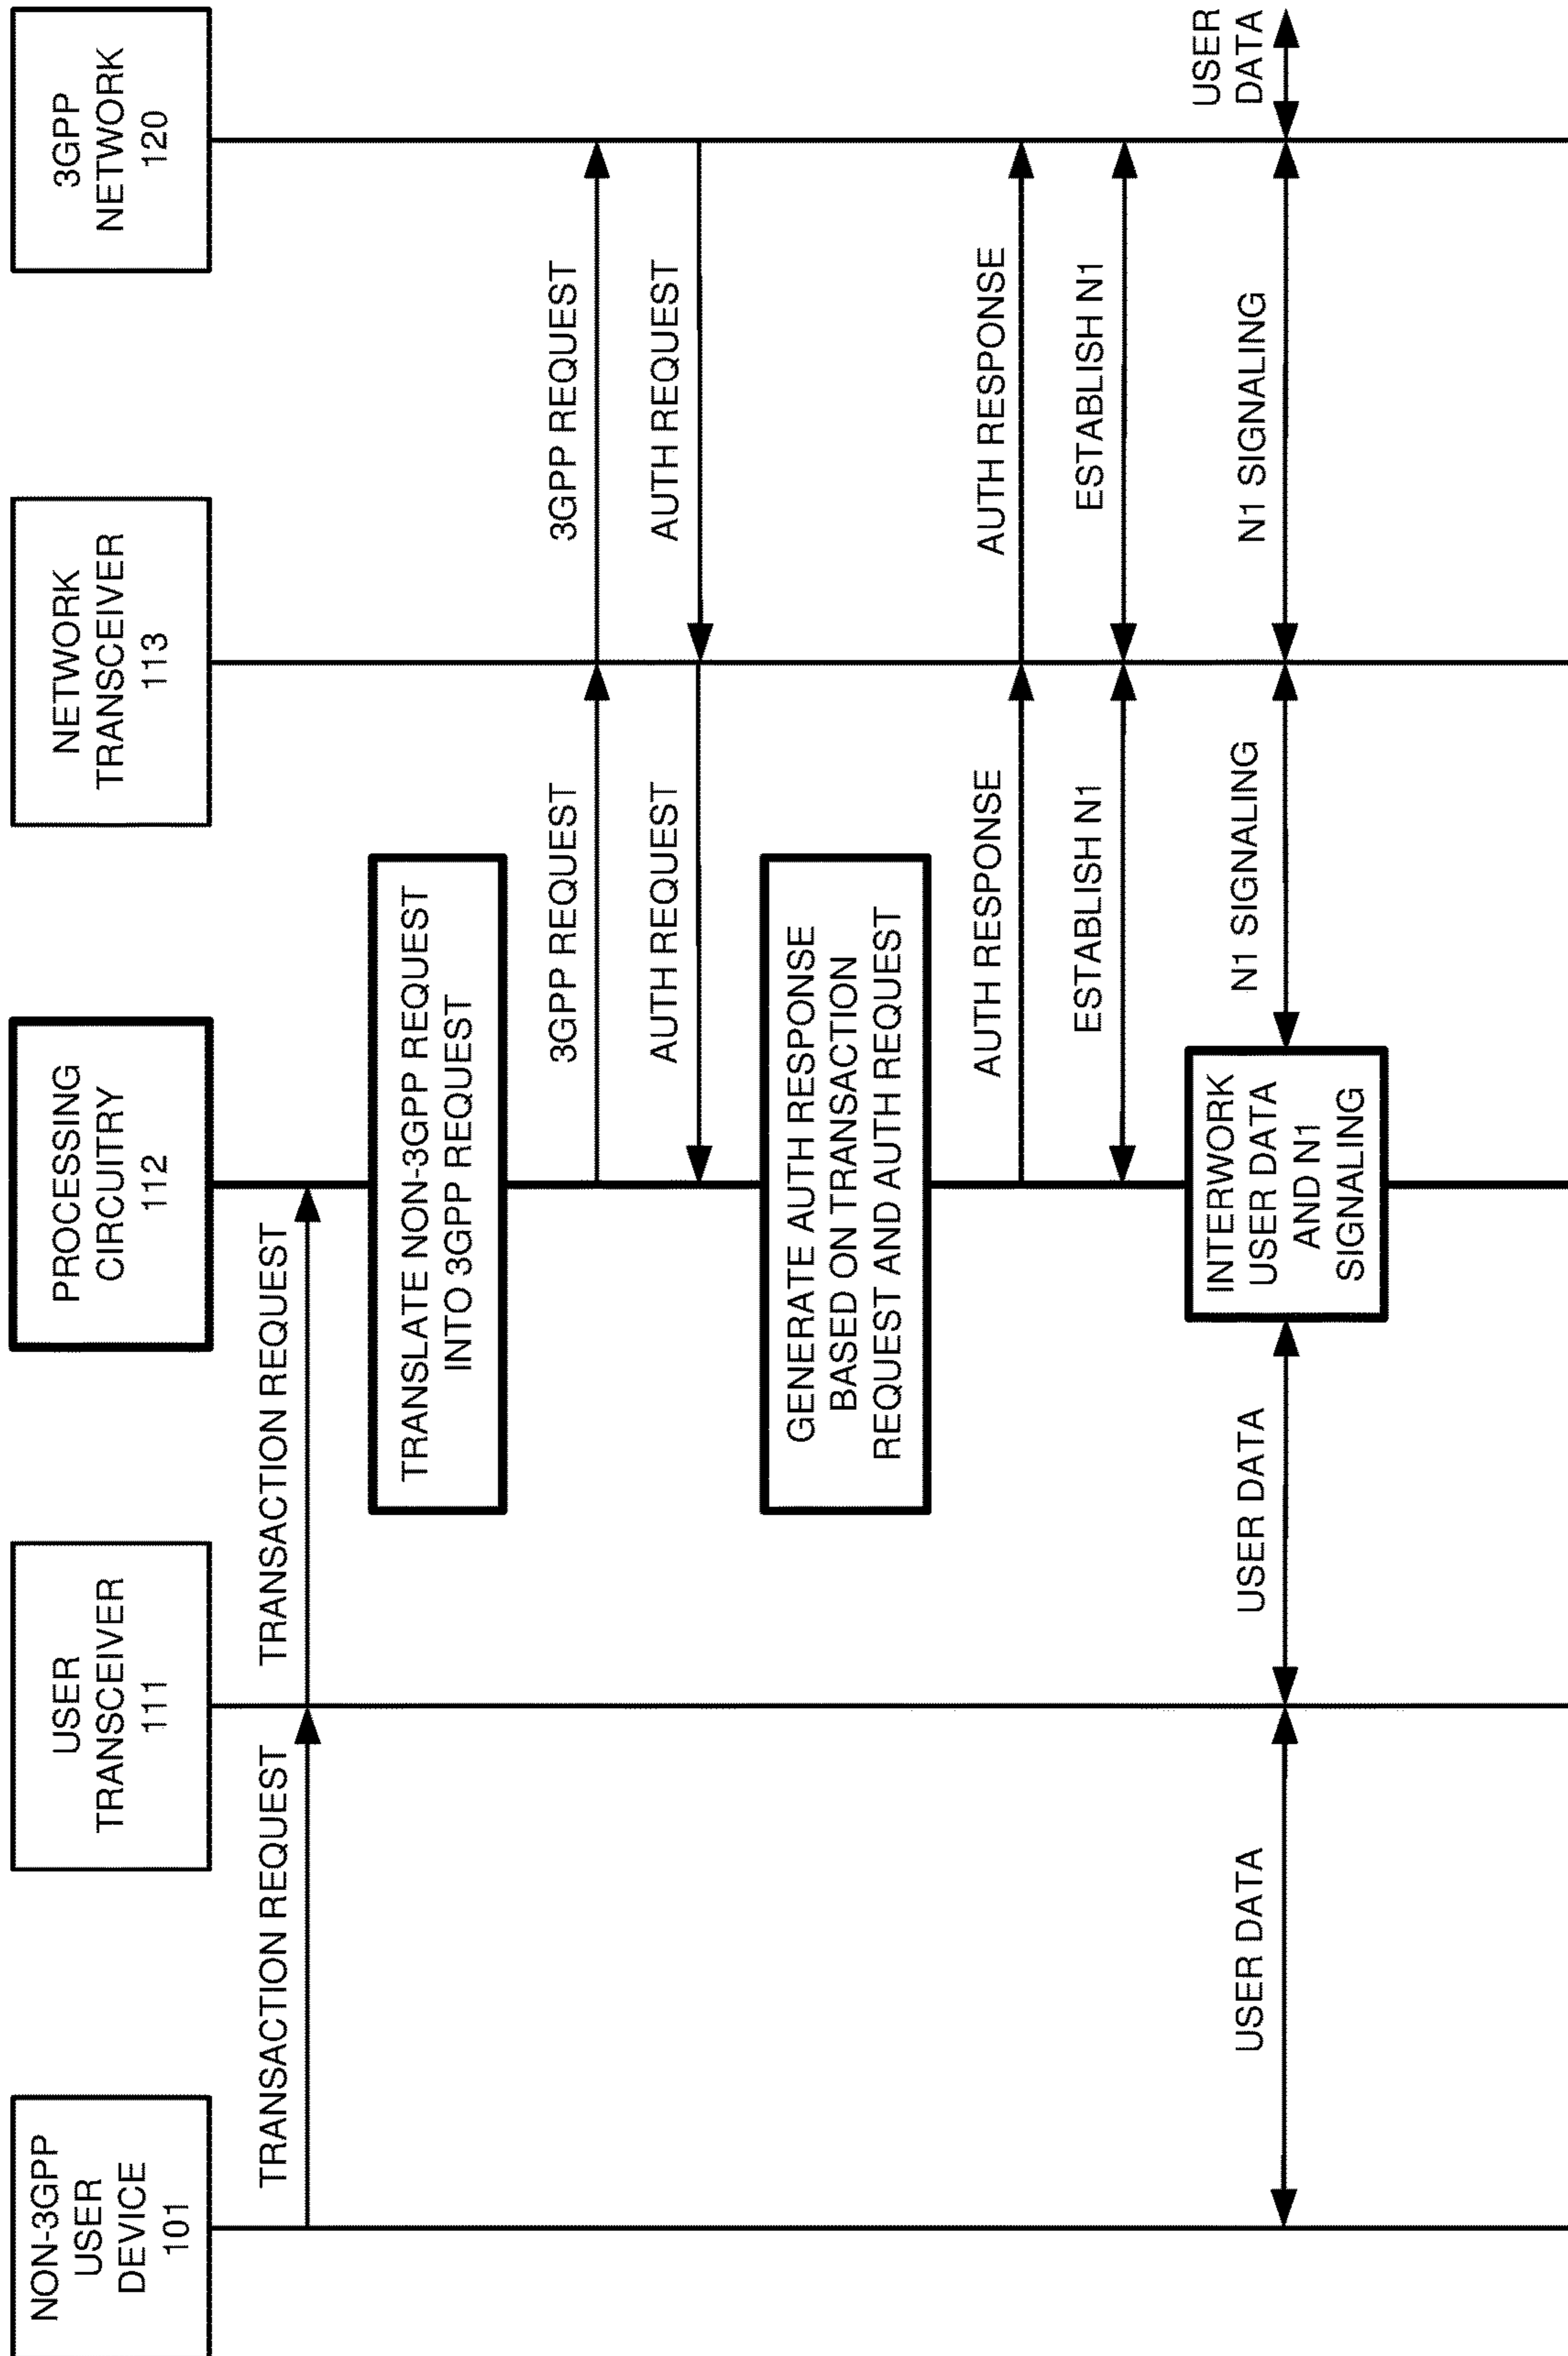 NON-3GPP
USER
DEVICE
101
USER
TRANSCEIVER
111
PROCESSING
CIRCUITRY
112
NETWORK
TRANSCEIVER
113
3GPP
NETWORK
120
TRANSACTION REQUEST
TRANSACTION REQUEST
TRANSLATE NON-3GPP REQUEST
INTO 3GPP REQUEST
3GPP REQUEST
3GPP REQUEST
AUTH REQUEST
AUTH REQUEST
GENERATE AUTH RESPONSE
BASED ON TRANSACTION
REQUEST AND AUTH REQUEST
AUTH RESPONSE
AUTH RESPONSE
ESTABLISH N1
ESTABLISH N1
USER DATA
USER DATA
INTERWORK
USER DATA
AND N1
SIGNALING
N1 SIGNALING
N1 SIGNALING
USER
DATA